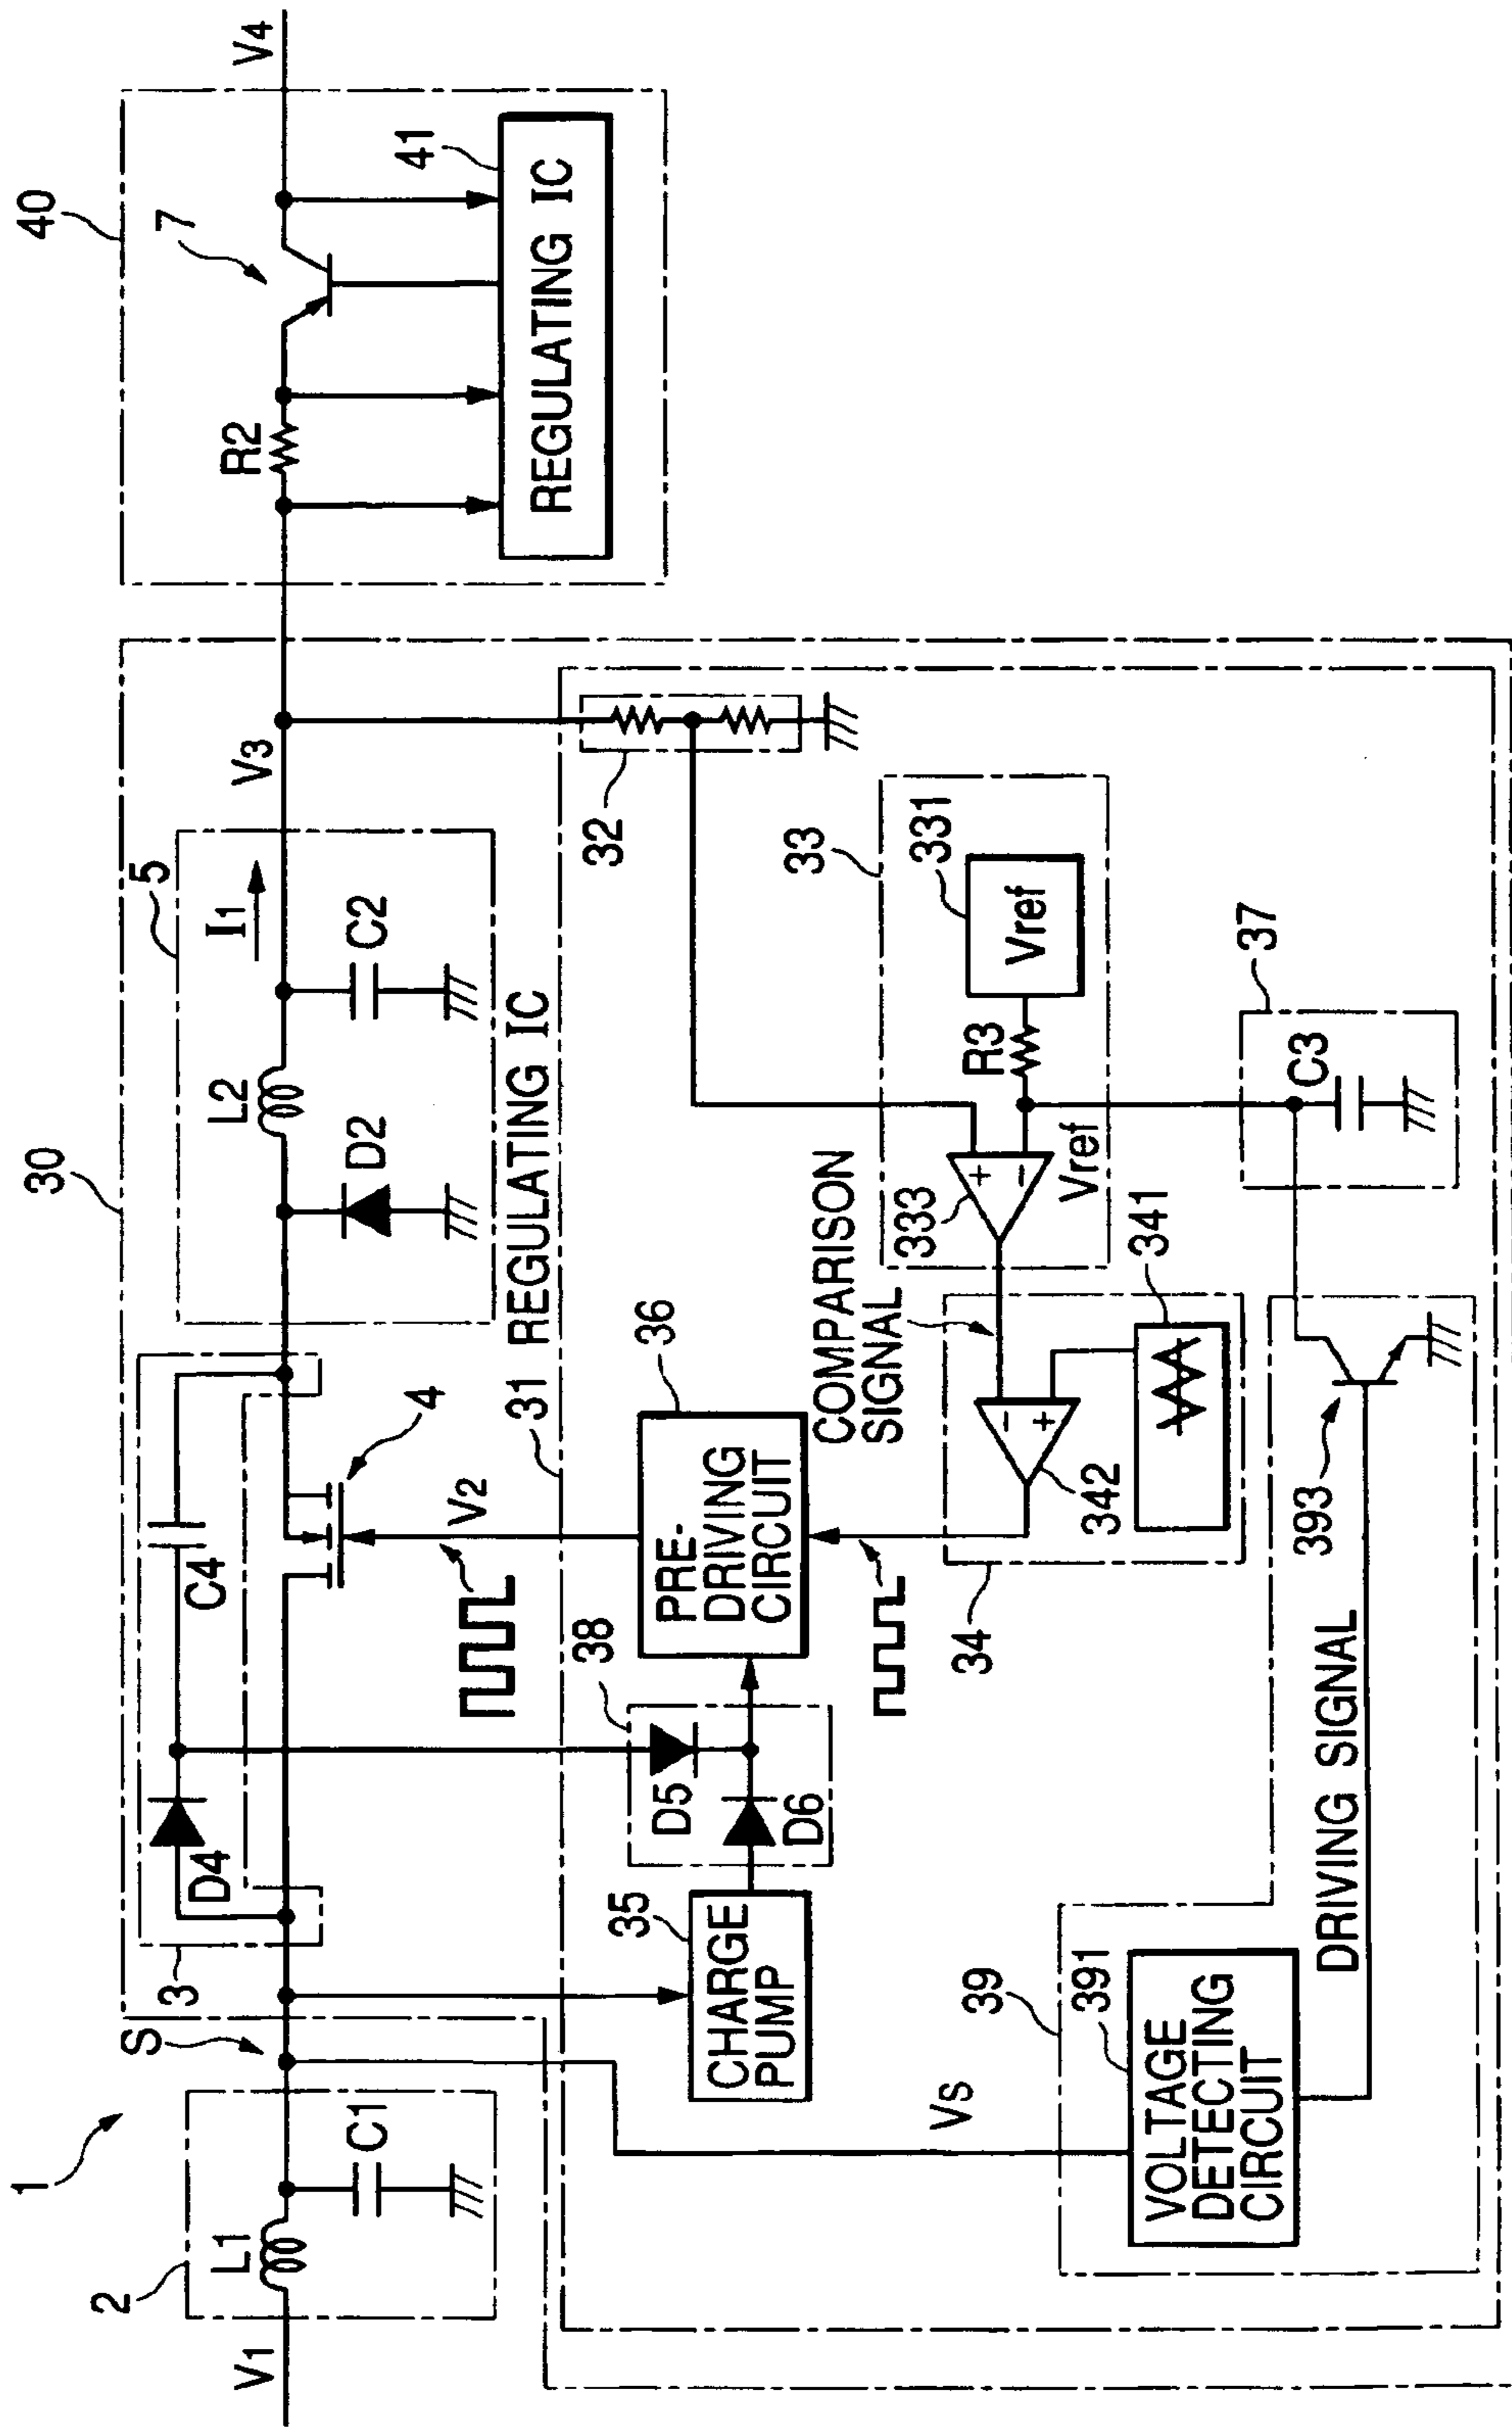 1
2
V1
L1
C1
S
3
D4
C4
4
V2
30
5
L2
D2
I1
C2
V3
40
R2
7
41
REGULATING IC
V4
31 REGULATING IC
35
CHARGE
PUMP
38
D5
D6
36
PRE-
DRIVING
CIRCUIT
32
33
331
Vref
R3
333
Vref
COMPARISON
SIGNAL
34
342
341
37
C3
39
391
VS
VOLTAGE
DETECTING
CIRCUIT
DRIVING SIGNAL
393
+
−
−
+